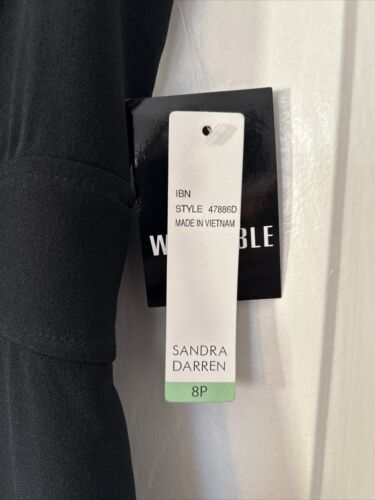 IBN
STYLE 47886D
MADE IN VIETNAM
SANDRA
DARREN
8P